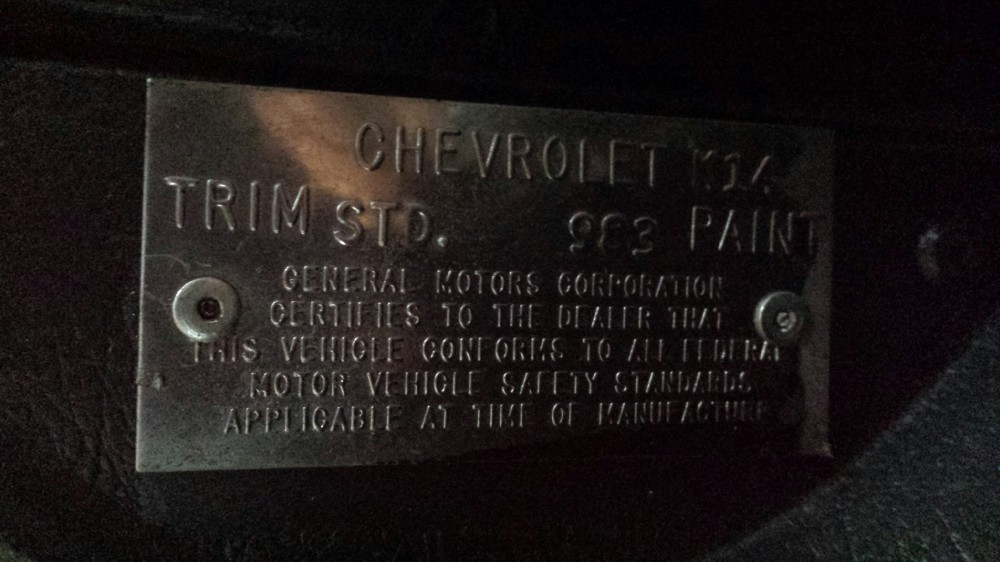 CHEVROLET K14
TRIM STD. 983 PAINT
GENERAL MOTORS CORPORATION
CERTIFIES TO THE DEALER THAT
THIS VEHICLE CONFORMS TO ALL FEDERAL
MOTOR VEHICLE SAFETY STANDARDS
APPLICABLE AT TIME OF MANUFACTURE